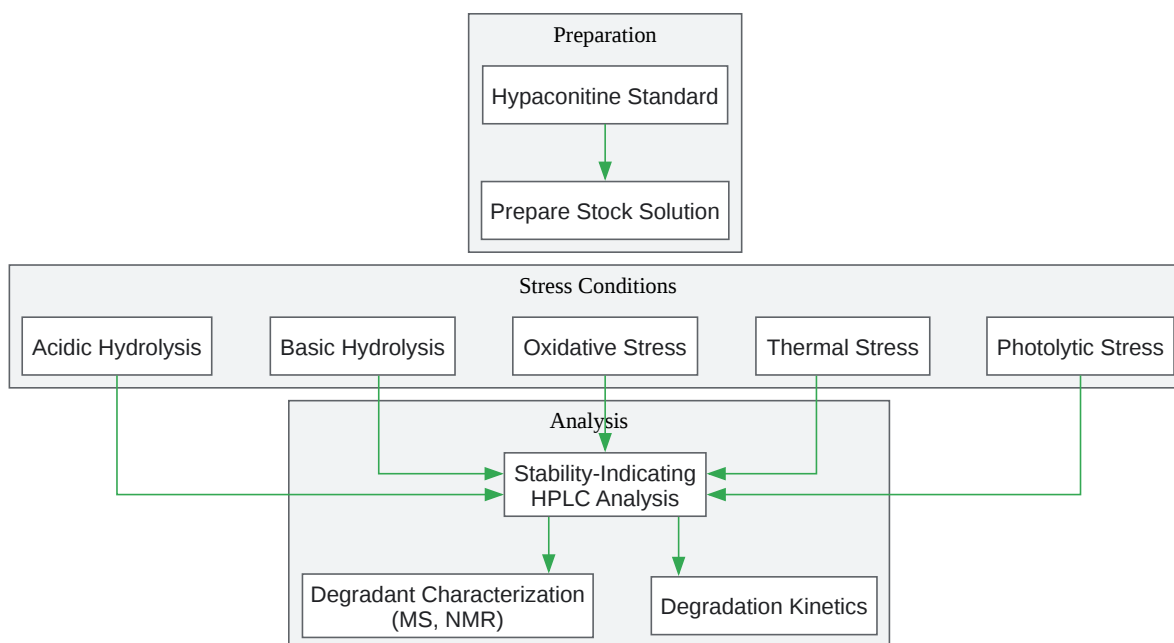 Preparation
Hypaconitine Standard
Prepare Stock Solution
Stress Conditions
Acidic Hydrolysis
Basic Hydrolysis
Oxidative Stress
Thermal Stress
Photolytic Stress
Analysis
Stability-Indicating
HPLC Analysis
Degradant Characterization
(MS, NMR)
Degradation Kinetics